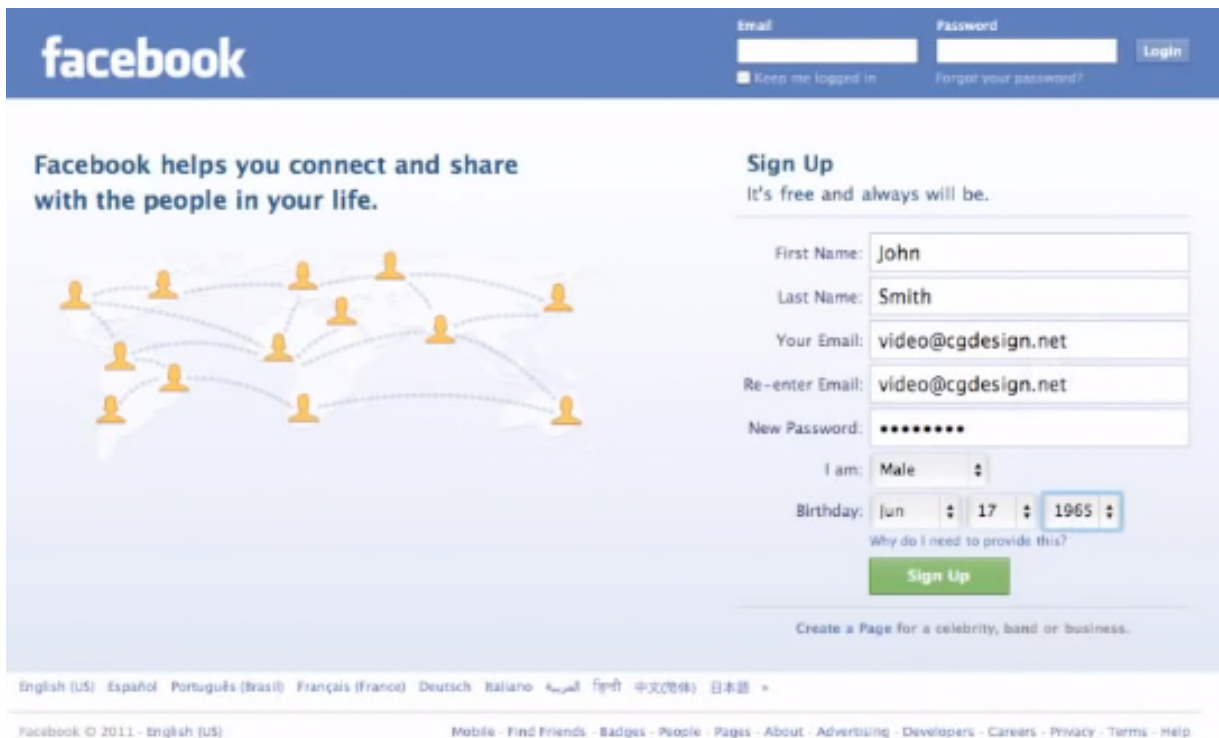 facebook
Email
Password
Login
Keep me logged in
Forgot your password?
Facebook helps you connect and share
with the people in your life.
Sign Up
It's free and always will be.
First Name: John
Last Name: Smith
Your Email: video@cgdesign.net
Re-enter Email: video@cgdesign.net
New Password: ••••••••
I am: Male
Birthday: Jun 17 1965
Why do I need to provide this?
Sign Up
Create a Page for a celebrity, band or business.
English (US) Español Português (Brasil) Français (France) Deutsch Italiano العربية हिन्दी 中文(简体) 日本語 »
Facebook © 2011 · English (US)
Mobile · Find Friends · Badges · People · Pages · About · Advertising · Developers · Careers · Privacy · Terms · Help